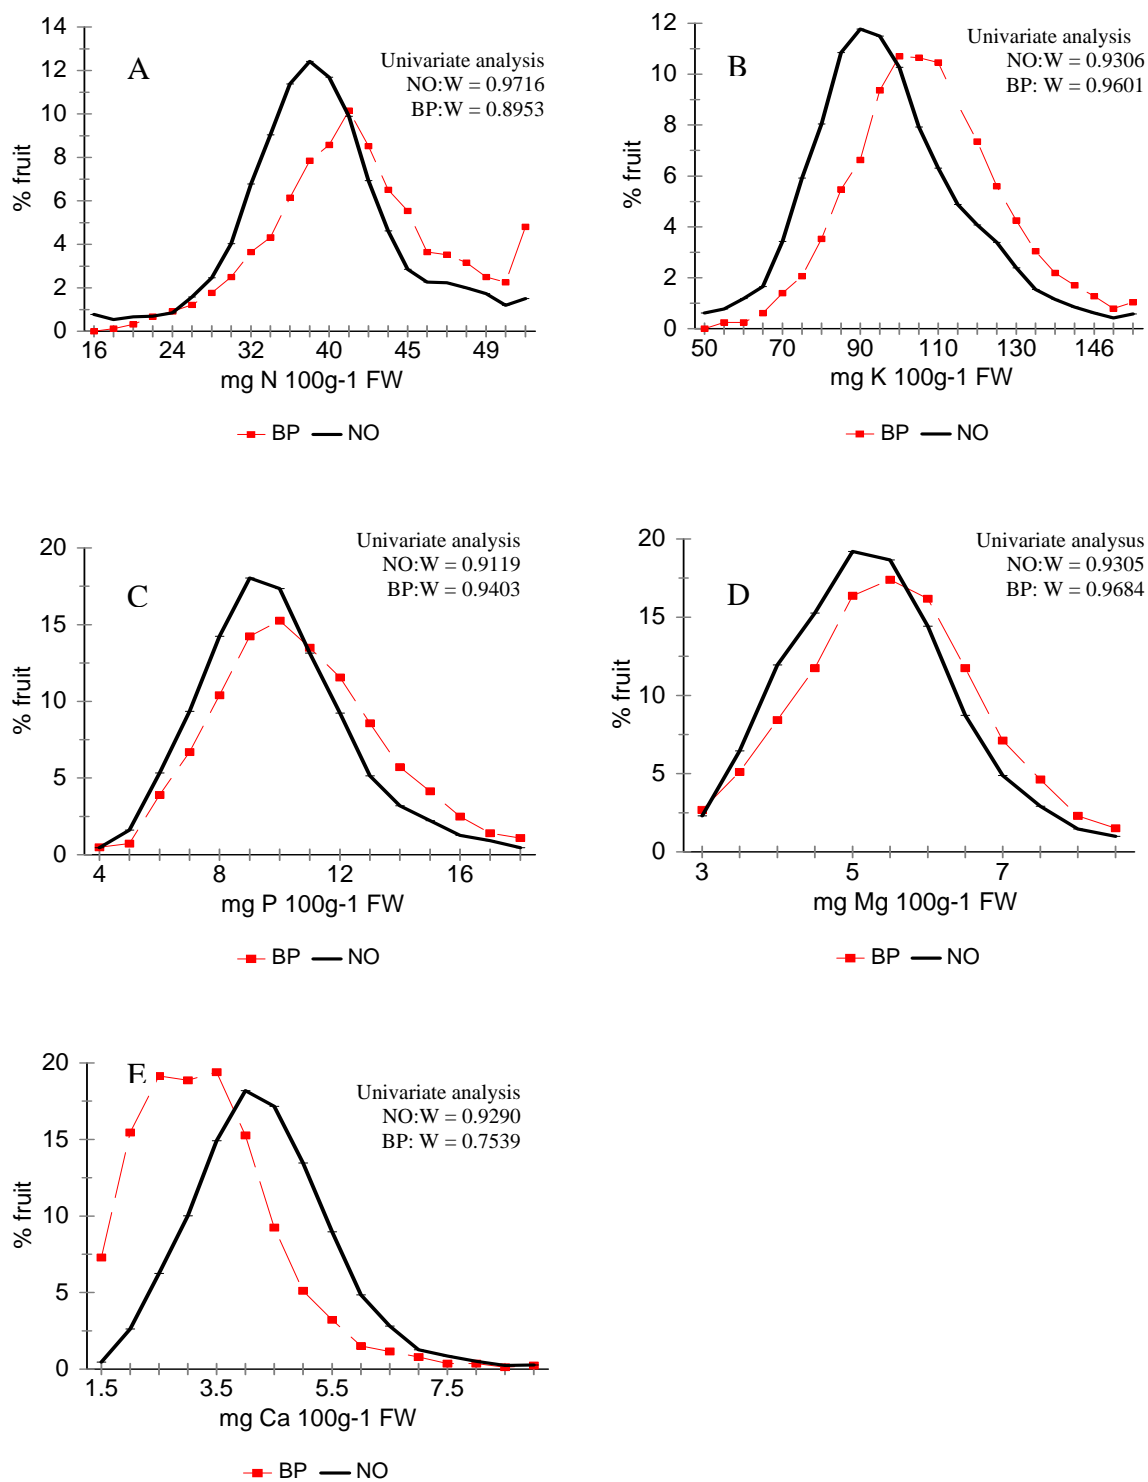 14
12
10
8
6
4
2
0
% fruit
A
Univariate analysis
NO:W = 0.9716
BP:W = 0.8953
16 24 32 40 45 49
mg N 100g-1 FW
BP NO
12
10
8
6
4
2
0
% fruit
B
Univariate analysis
NO:W = 0.9306
BP: W = 0.9601
50 70 90 110 130 146
mg K 100g-1 FW
BP NO
20
15
10
5
0
% fruit
C
Univariate analysis
NO:W = 0.9119
BP:W = 0.9403
4 8 12 16
mg P 100g-1 FW
BP NO
20
15
10
5
0
% fruit
D
Univariate analysus
NO:W = 0.9305
BP: W = 0.9684
3 5 7
mg Mg 100g-1 FW
BP NO
20
15
10
5
0
% fruit
E
Univariate analysis
NO:W = 0.9290
BP: W = 0.7539
1.5 3.5 5.5 7.5
mg Ca 100g-1 FW
BP NO